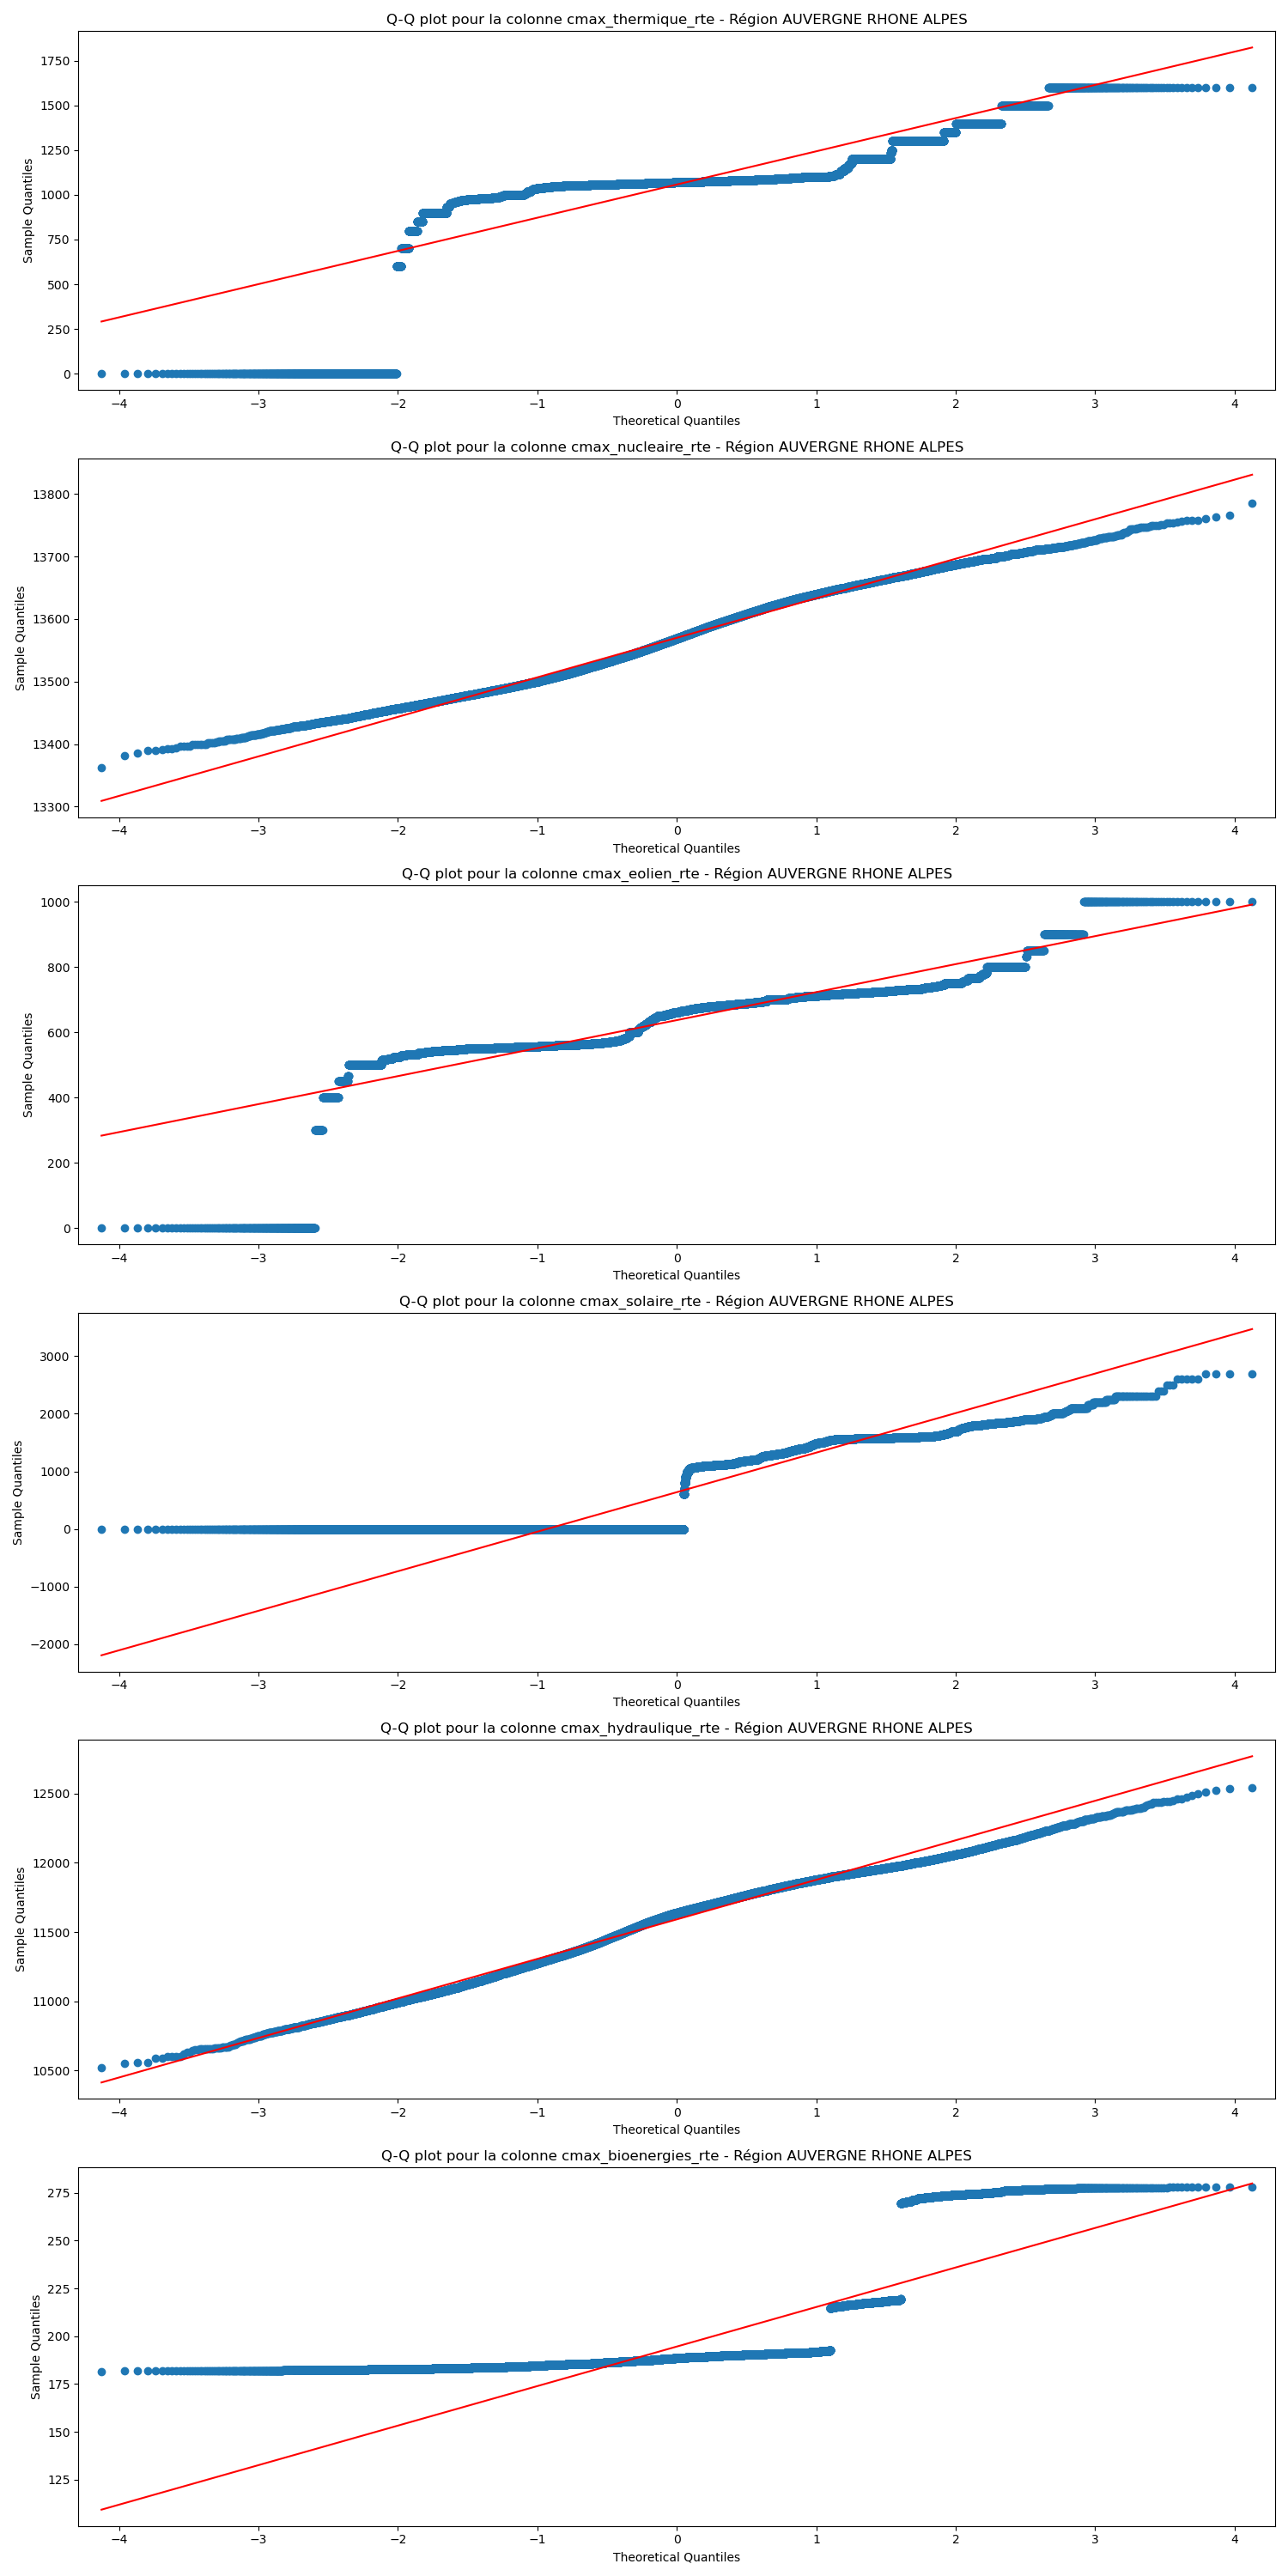 Q-Q plot pour la colonne cmax_thermique_rte - Région AUVERGNE RHONE ALPES
1750
1500
1250
1000
750
500
250
0
Sample Quantiles
−4 −3 −2 −1 0 1 2 3 4
Theoretical Quantiles
Q-Q plot pour la colonne cmax_nucleaire_rte - Région AUVERGNE RHONE ALPES
13800
13700
13600
13500
13400
13300
Sample Quantiles
−4 −3 −2 −1 0 1 2 3 4
Theoretical Quantiles
Q-Q plot pour la colonne cmax_eolien_rte - Région AUVERGNE RHONE ALPES
1000
800
600
400
200
0
Sample Quantiles
−4 −3 −2 −1 0 1 2 3 4
Theoretical Quantiles
Q-Q plot pour la colonne cmax_solaire_rte - Région AUVERGNE RHONE ALPES
3000
2000
1000
0
−1000
−2000
Sample Quantiles
−4 −3 −2 −1 0 1 2 3 4
Theoretical Quantiles
Q-Q plot pour la colonne cmax_hydraulique_rte - Région AUVERGNE RHONE ALPES
12500
12000
11500
11000
10500
Sample Quantiles
−4 −3 −2 −1 0 1 2 3 4
Theoretical Quantiles
Q-Q plot pour la colonne cmax_bioenergies_rte - Région AUVERGNE RHONE ALPES
275
250
225
200
175
150
125
Sample Quantiles
−4 −3 −2 −1 0 1 2 3 4
Theoretical Quantiles